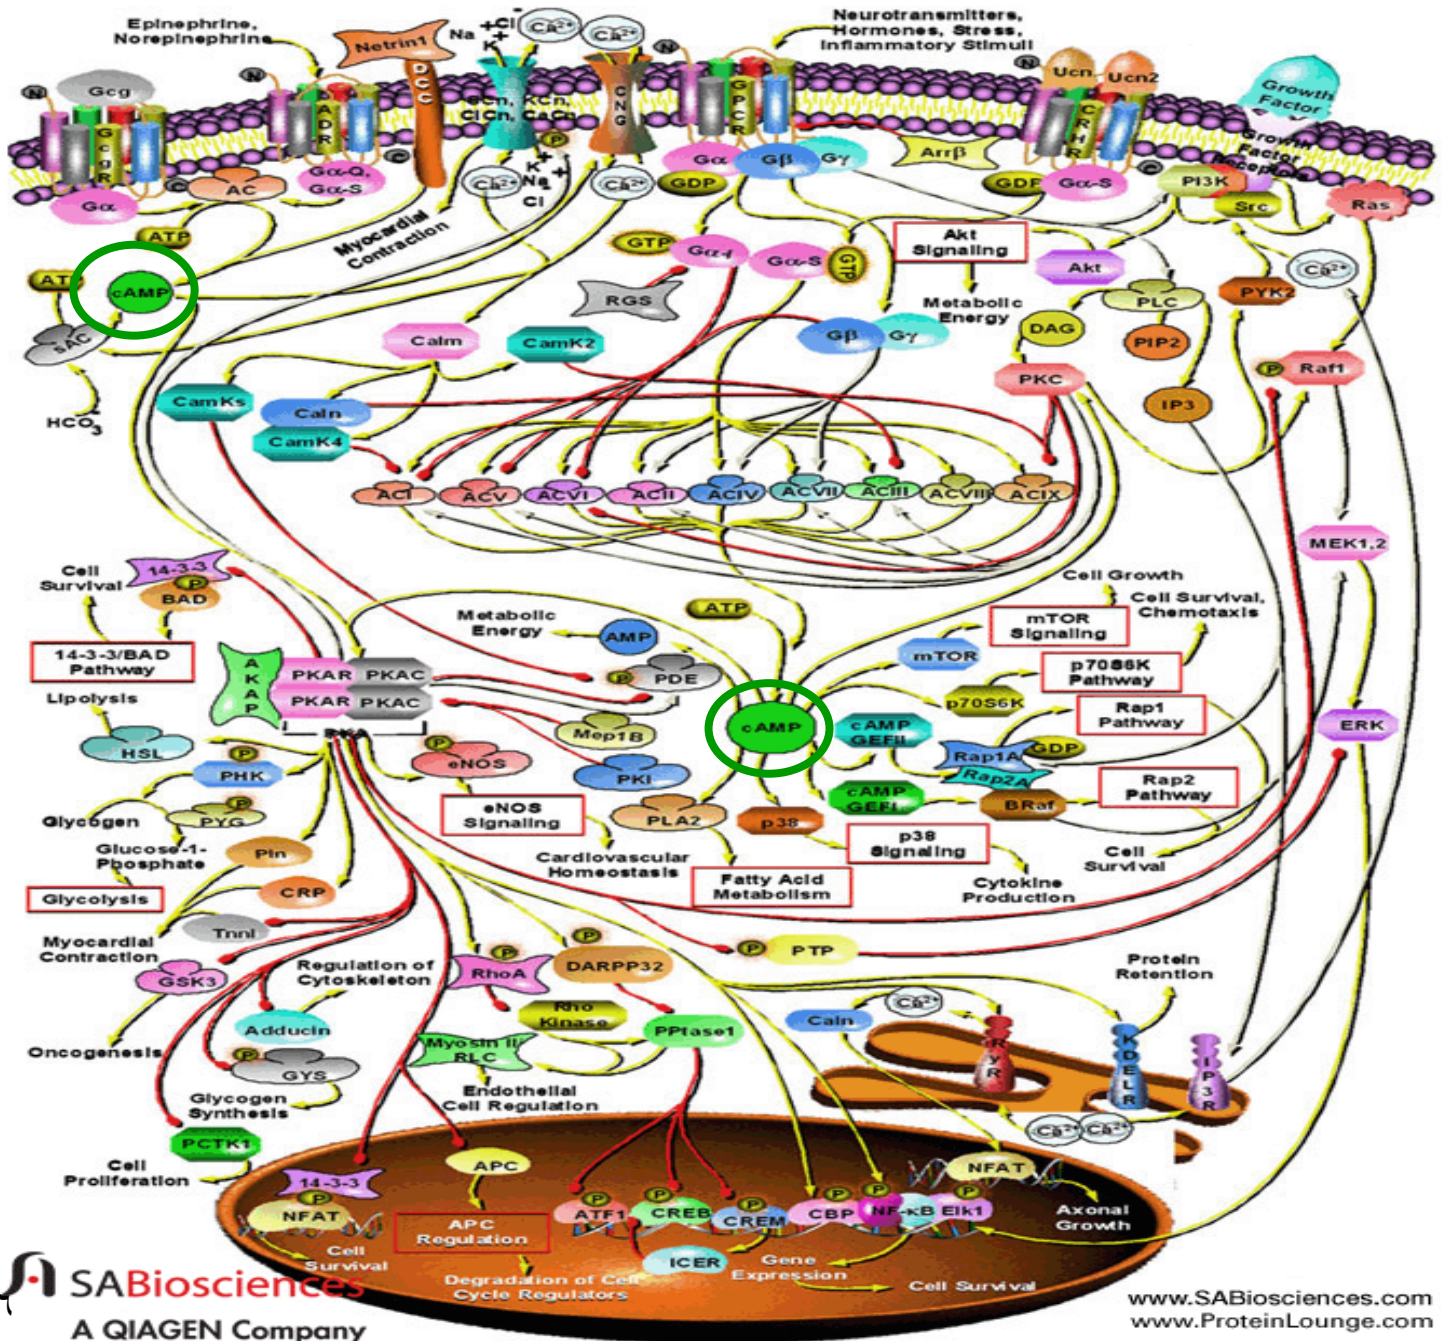 Epinephrine,
Norepinephrine
Netrin1
Na
+
Cl
-
K
+
Ca2+
Ca2+
Neurotransmitters,
Hormones, Stress,
Inflammatory Stimuli
N
Gcg
N
N
N
Ucn
Ucn2
Growth
Factor
GcgR
ADR
DCC
CNG
GPCR
CRHR
Growth
Factor
Receptor
P
C
C
C
Gα
AC
Gα-Q,
Gα-S
K+
Na
Cl
Ca2+
Ca2+
Gα
Gβ
Gγ
GDP
Arrβ
GDP
Gα-S
PI3K
Src
Ras
ATP
ATP
cAMP
sAC
HCO3-
Myocardial
Contraction
GTP
Gα-i
Gα-S
GTP
RGS
Akt
Signaling
Akt
Metabolic
Energy
PLC
PYK2
Ca2+
DAG
PIP2
Calm
CamK2
Gβ
Gγ
PKC
IP3
P
Raf1
CamKs
Caln
CamK4
ACI
ACV
ACVI
ACII
ACIV
ACVII
ACIII
ACVIII
ACIX
MEK1,2
Cell
Survival
14-3-3
P
BAD
14-3-3/BAD
Pathway
Lipolysis
HSL
AKAP
PKAR
PKAC
PKAR
PKAC
Metabolic
Energy
AMP
ATP
P
PDE
Mep1B
PKI
cAMP
Cell Growth
mTOR
Signaling
mTOR
Cell Survival,
Chemotaxis
p70S6K
Pathway
p70S6K
Rap1
Pathway
cAMP
GEFII
Rap1A
GDP
Rap2A
cAMP
GEFI
BRaf
Rap2
Pathway
ERK
P
PHK
P
PYG
Glycogen
Glucose-1-
Phosphate
Glycolysis
Pln
CRP
TnnI
Myocardial
Contraction
P
eNOS
eNOS
Signaling
Cardiovascular
Homeostasis
PLA2
p38
Fatty Acid
Metabolism
p38
Signaling
Cytokine
Production
Cell
Survival
GSK3
Regulation of
Cytoskeleton
Adducin
Oncogenesis
P
GYS
Glycogen
Synthesis
PCTK1
Cell
Proliferation
P
RhoA
P
DARPP32
P
PTP
Rho
Kinase
PPtase1
Myosin II/
RLC
Endothelial
Cell Regulation
Protein
Retention
Caln
Ca2+
RyR
KDELR
IP3R
Ca2+
Ca2+
14-3-3
P
NFAT
Cell
Survival
APC
APC
Regulation
Degradation of Cell
Cycle Regulators
P
ATF1
P
CREB
P
CREM
ICER
Gene
Expression
P
CBP
P
NF-κB
P
Elk1
Cell Survival
NFAT
Axonal
Growth
SABiosciences
A QIAGEN Company
www.SABiosciences.com
www.ProteinLounge.com